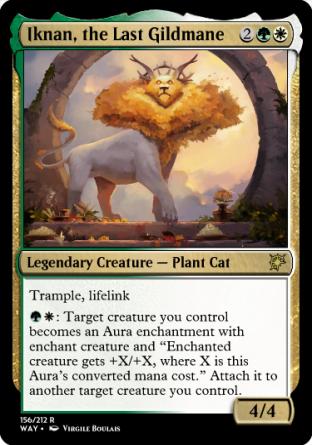 Iknan, the Last Gildmane 2
Legendary Creature — Plant Cat
Trample, lifelink
: Target creature you control
becomes an Aura enchantment with
enchant creature and “Enchanted
creature gets +X/+X, where X is this
Aura's converted mana cost.” Attach it to
another target creature you control.
4/4
156/212 R
WAY • Virgile Boulais